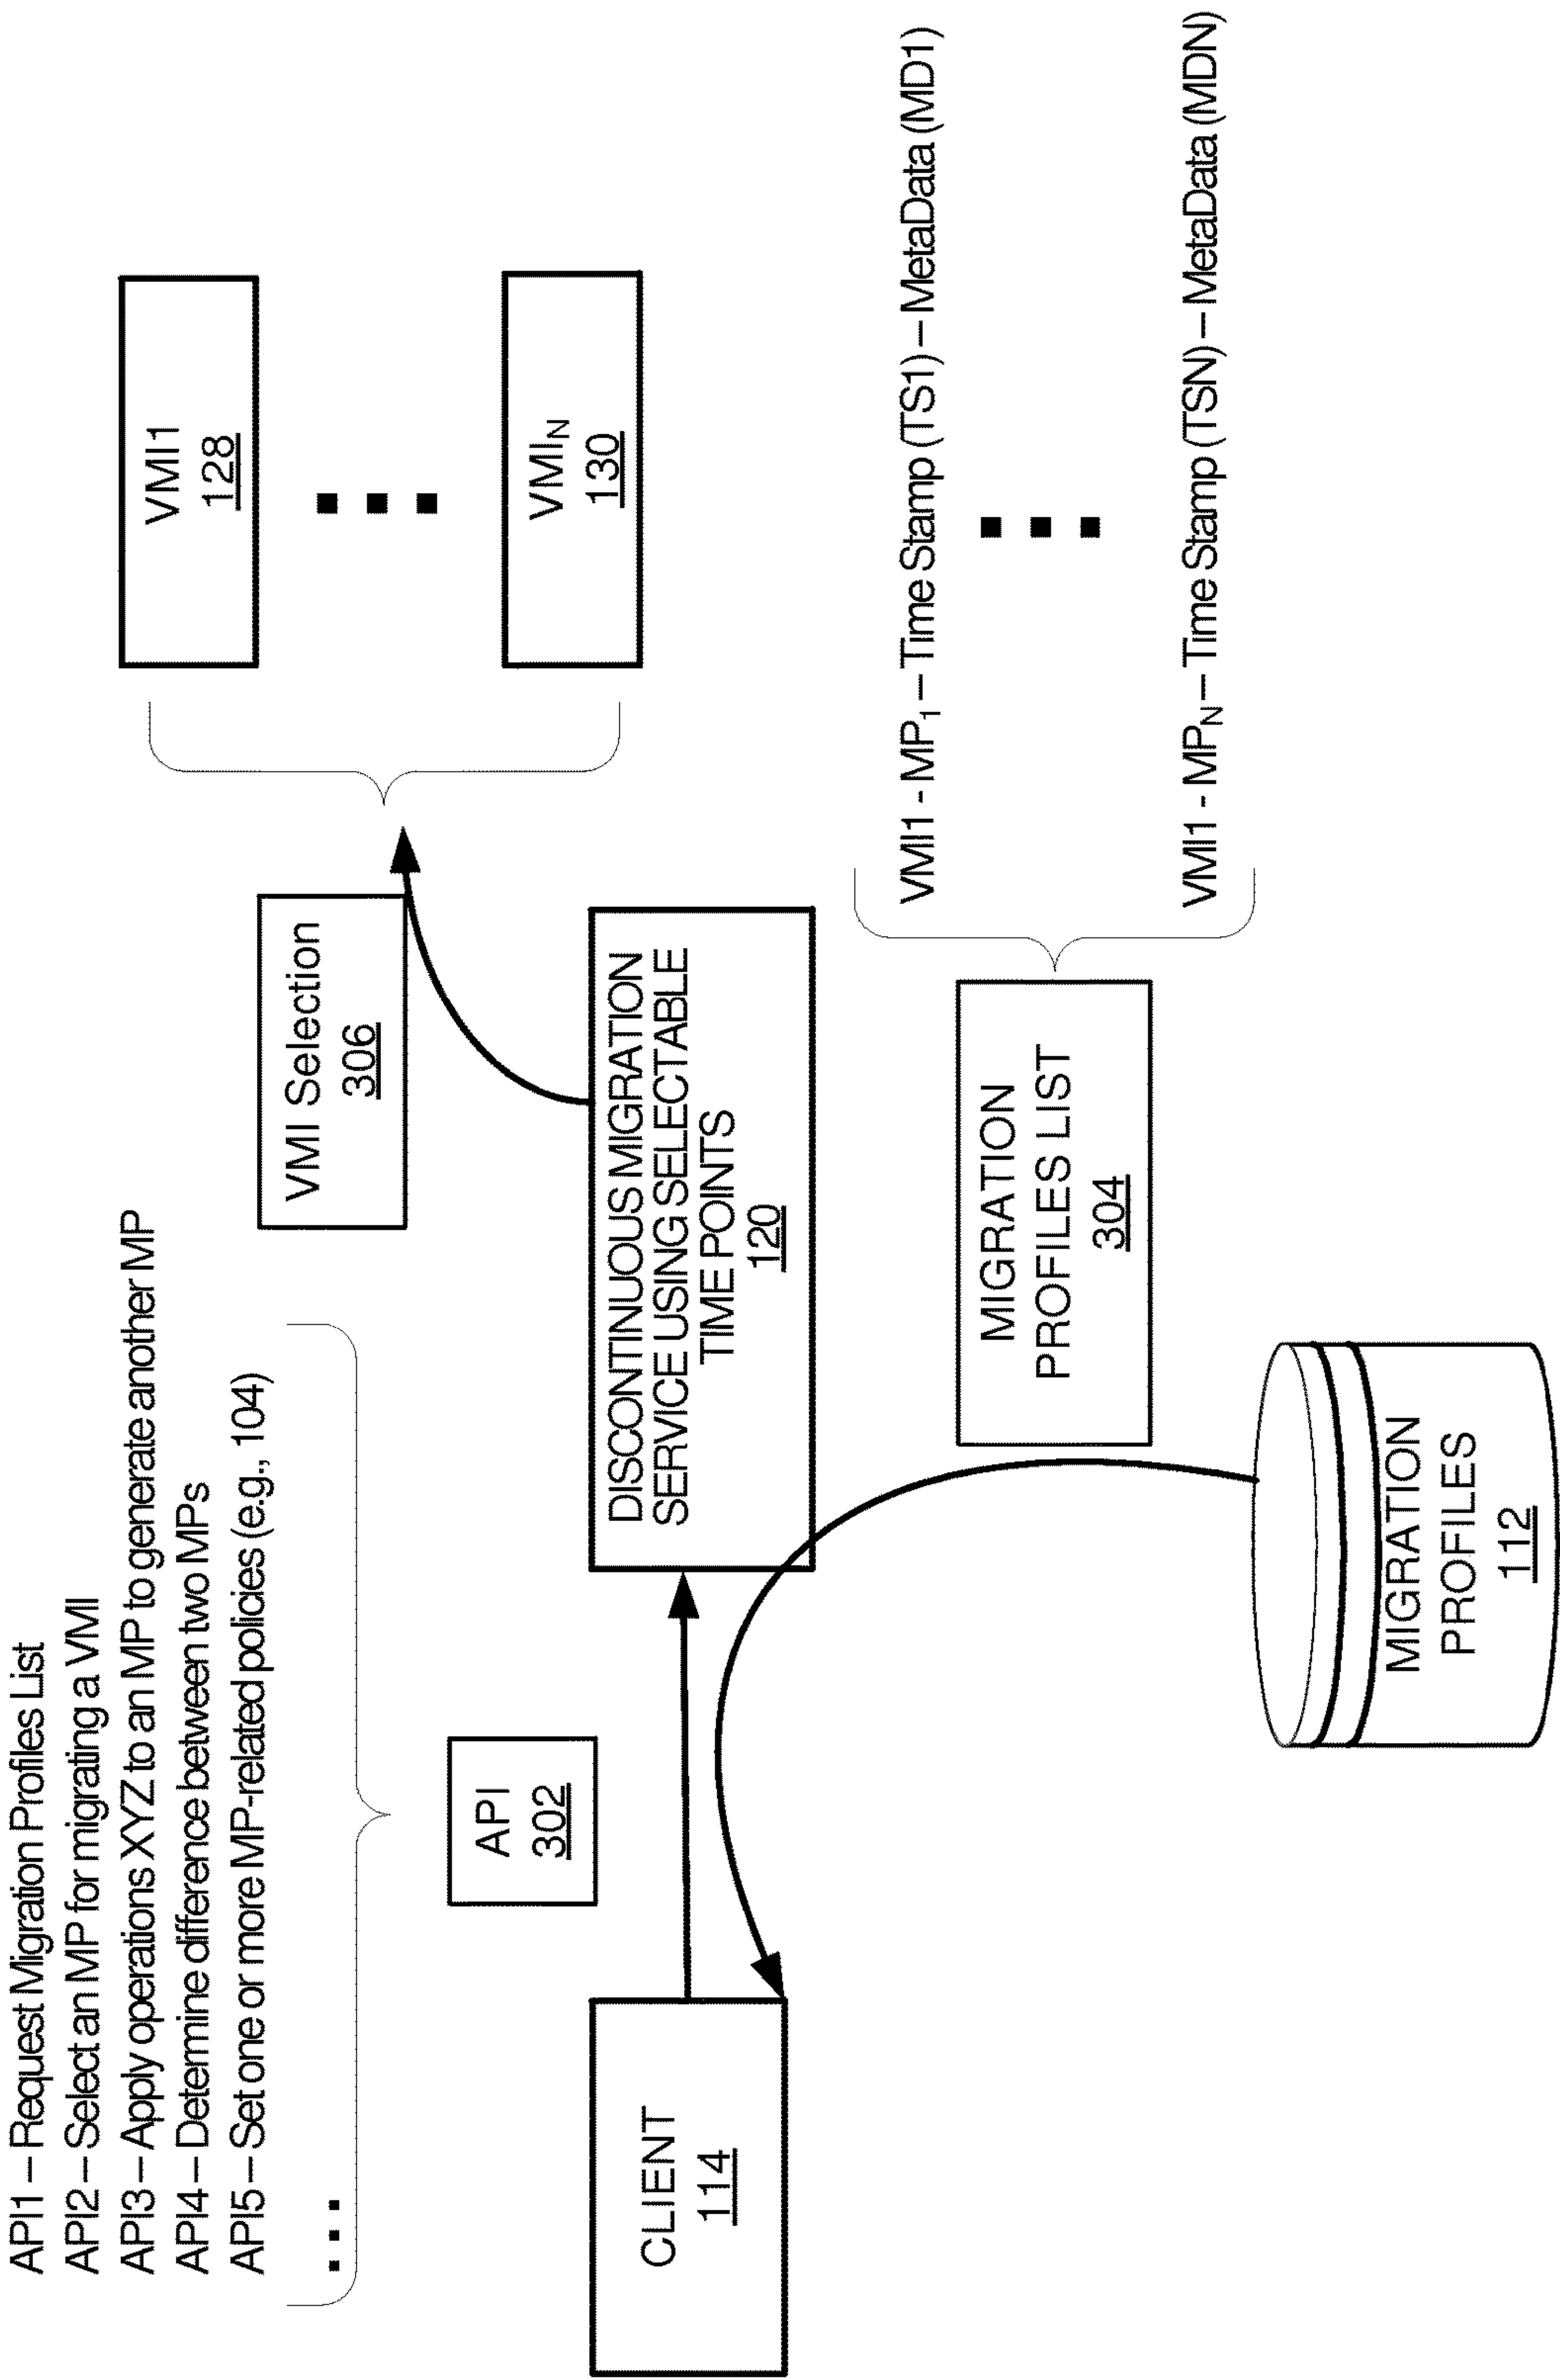 API1 – Request Migration Profiles List
API2 – Select an MP for migrating a VMI
API3 – Apply operations XYZ to an MP to generate another MP
API4 – Determine difference between two MPs
API5 – Set one or more MP-related policies (e.g., 104)
...
API
302
CLIENT
114
VMI Selection
306
DISCONTINUOUS MIGRATION
SERVICE USING SELECTABLE
TIME POINTS
120
VMI1
128
VMIN
130
MIGRATION
PROFILES LIST
304
VMI1 - MP1 – Time Stamp (TS1) – MetaData (MD1)
VMI1 - MPN – Time Stamp (TSN) – MetaData (MDN)
MIGRATION
PROFILES
112